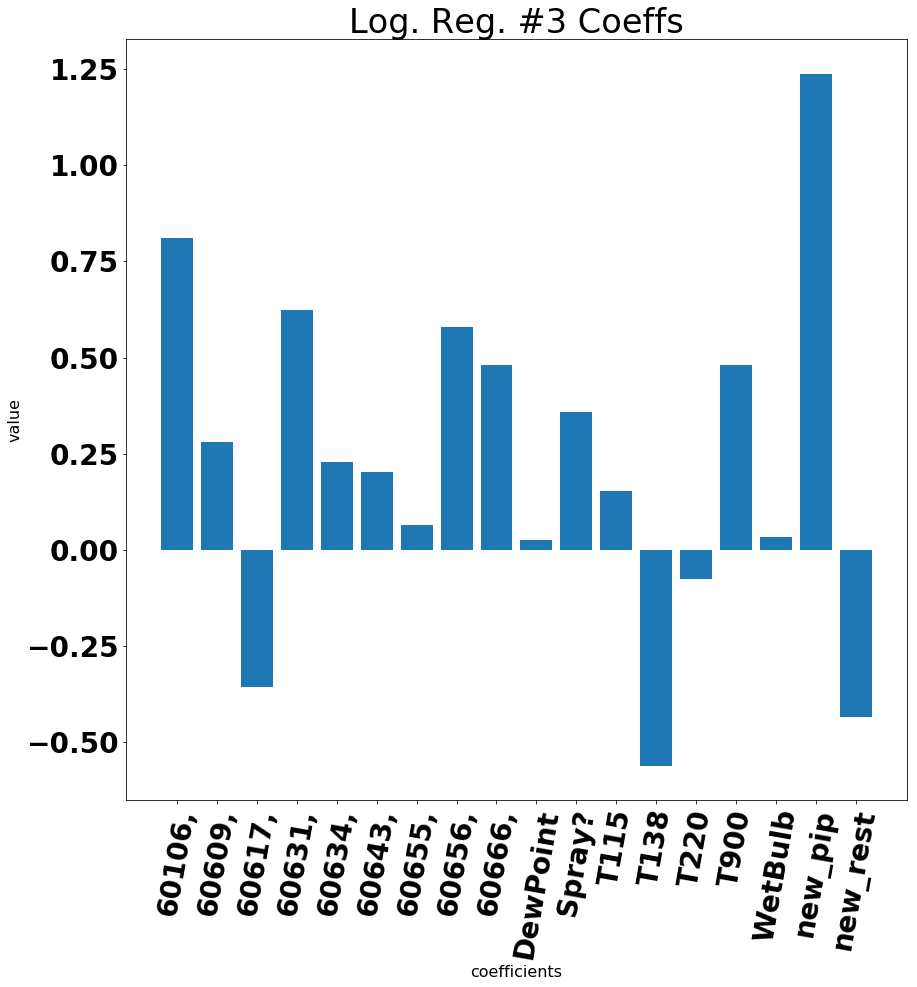 Log. Reg. #3 Coeffs
1.25
1.00
0.75
0.50
0.25
0.00
−0.25
−0.50
value
60106,
60609,
60617,
60631,
60634,
60643,
60655,
60656,
60666,
DewPoint
Spray?
T115
T138
T220
T900
WetBulb
new_pip
new_rest
coefficients